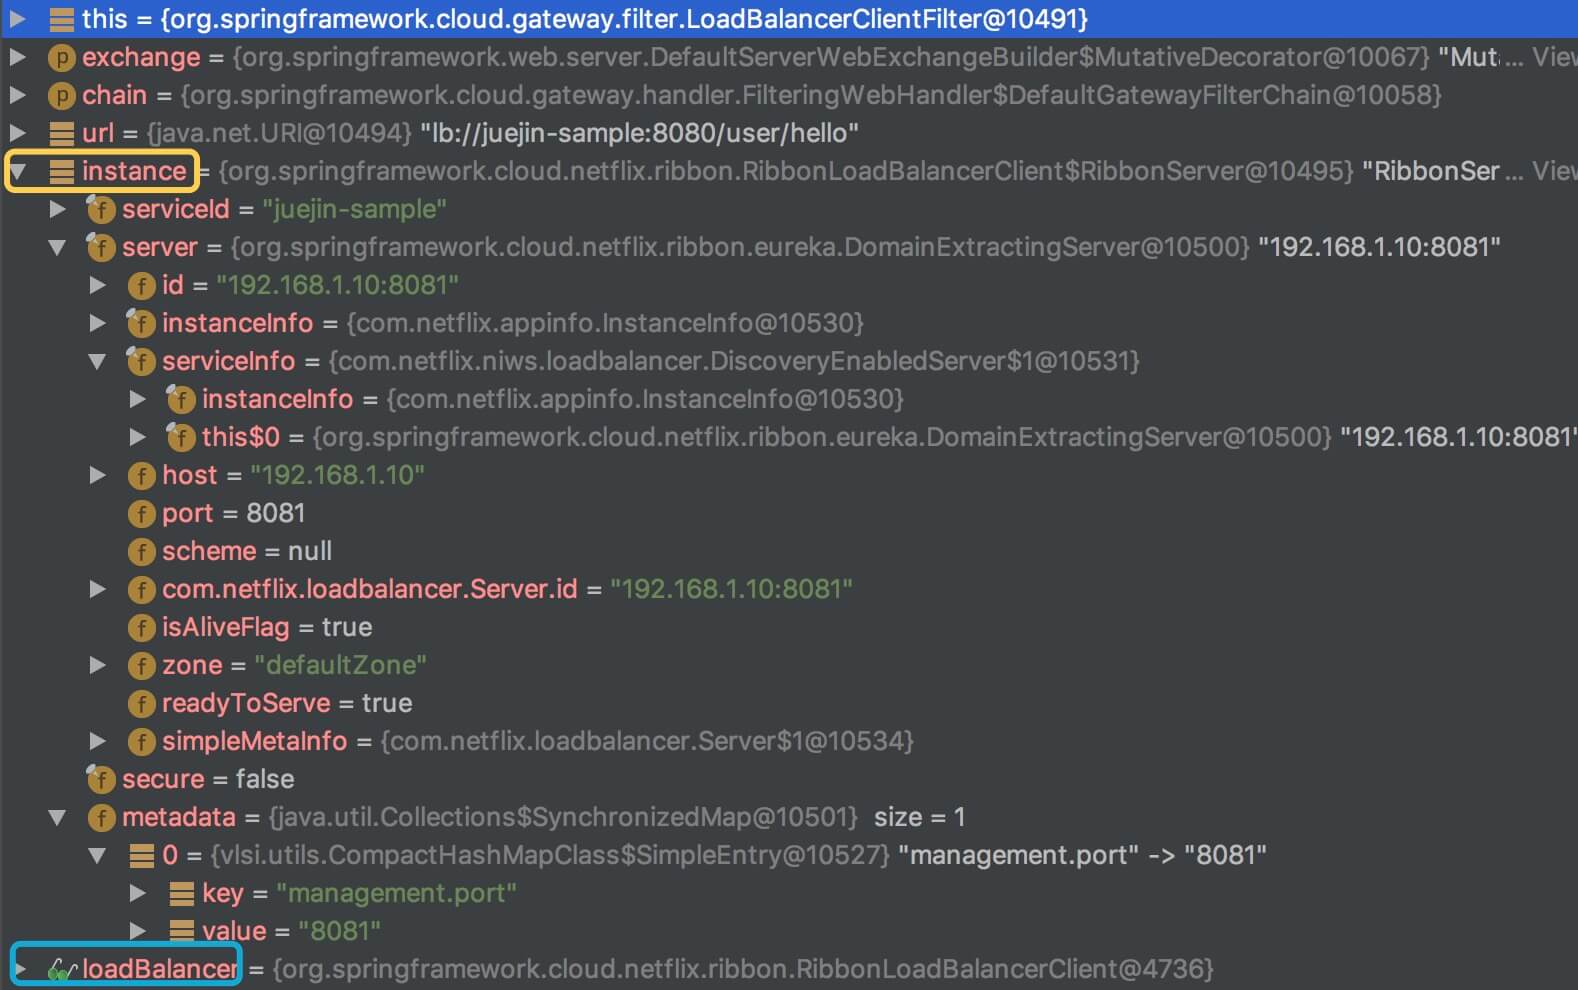 this = {org.springframework.cloud.gateway.filter.LoadBalancerClientFilter@10491}
p exchange = {org.springframework.web.server.DefaultServerWebExchangeBuilder$MutativeDecorator@10067} "Mut... View
p chain = {org.springframework.cloud.gateway.handler.FilteringWebHandler$DefaultGatewayFilterChain@10058}
url = {java.net.URI@10494} "lb://juejin-sample:8080/user/hello"
instance = {org.springframework.cloud.netflix.ribbon.RibbonLoadBalancerClient$RibbonServer@10495} "RibbonSer... View
f serviceId = "juejin-sample"
f server = {org.springframework.cloud.netflix.ribbon.eureka.DomainExtractingServer@10500} "192.168.1.10:8081"
f id = "192.168.1.10:8081"
f instanceInfo = {com.netflix.appinfo.InstanceInfo@10530}
f serviceInfo = {com.netflix.niws.loadbalancer.DiscoveryEnabledServer$1@10531}
f instanceInfo = {com.netflix.appinfo.InstanceInfo@10530}
f this$0 = {org.springframework.cloud.netflix.ribbon.eureka.DomainExtractingServer@10500} "192.168.1.10:8081"
f host = "192.168.1.10"
f port = 8081
f scheme = null
f com.netflix.loadbalancer.Server.id = "192.168.1.10:8081"
f isAliveFlag = true
f zone = "defaultZone"
f readyToServe = true
f simpleMetaInfo = {com.netflix.loadbalancer.Server$1@10534}
f secure = false
f metadata = {java.util.Collections$SynchronizedMap@10501} size = 1
0 = {vlsi.utils.CompactHashMapClass$SimpleEntry@10527} "management.port" -> "8081"
key = "management.port"
value = "8081"
loadBalancer = {org.springframework.cloud.netflix.ribbon.RibbonLoadBalancerClient@4736}